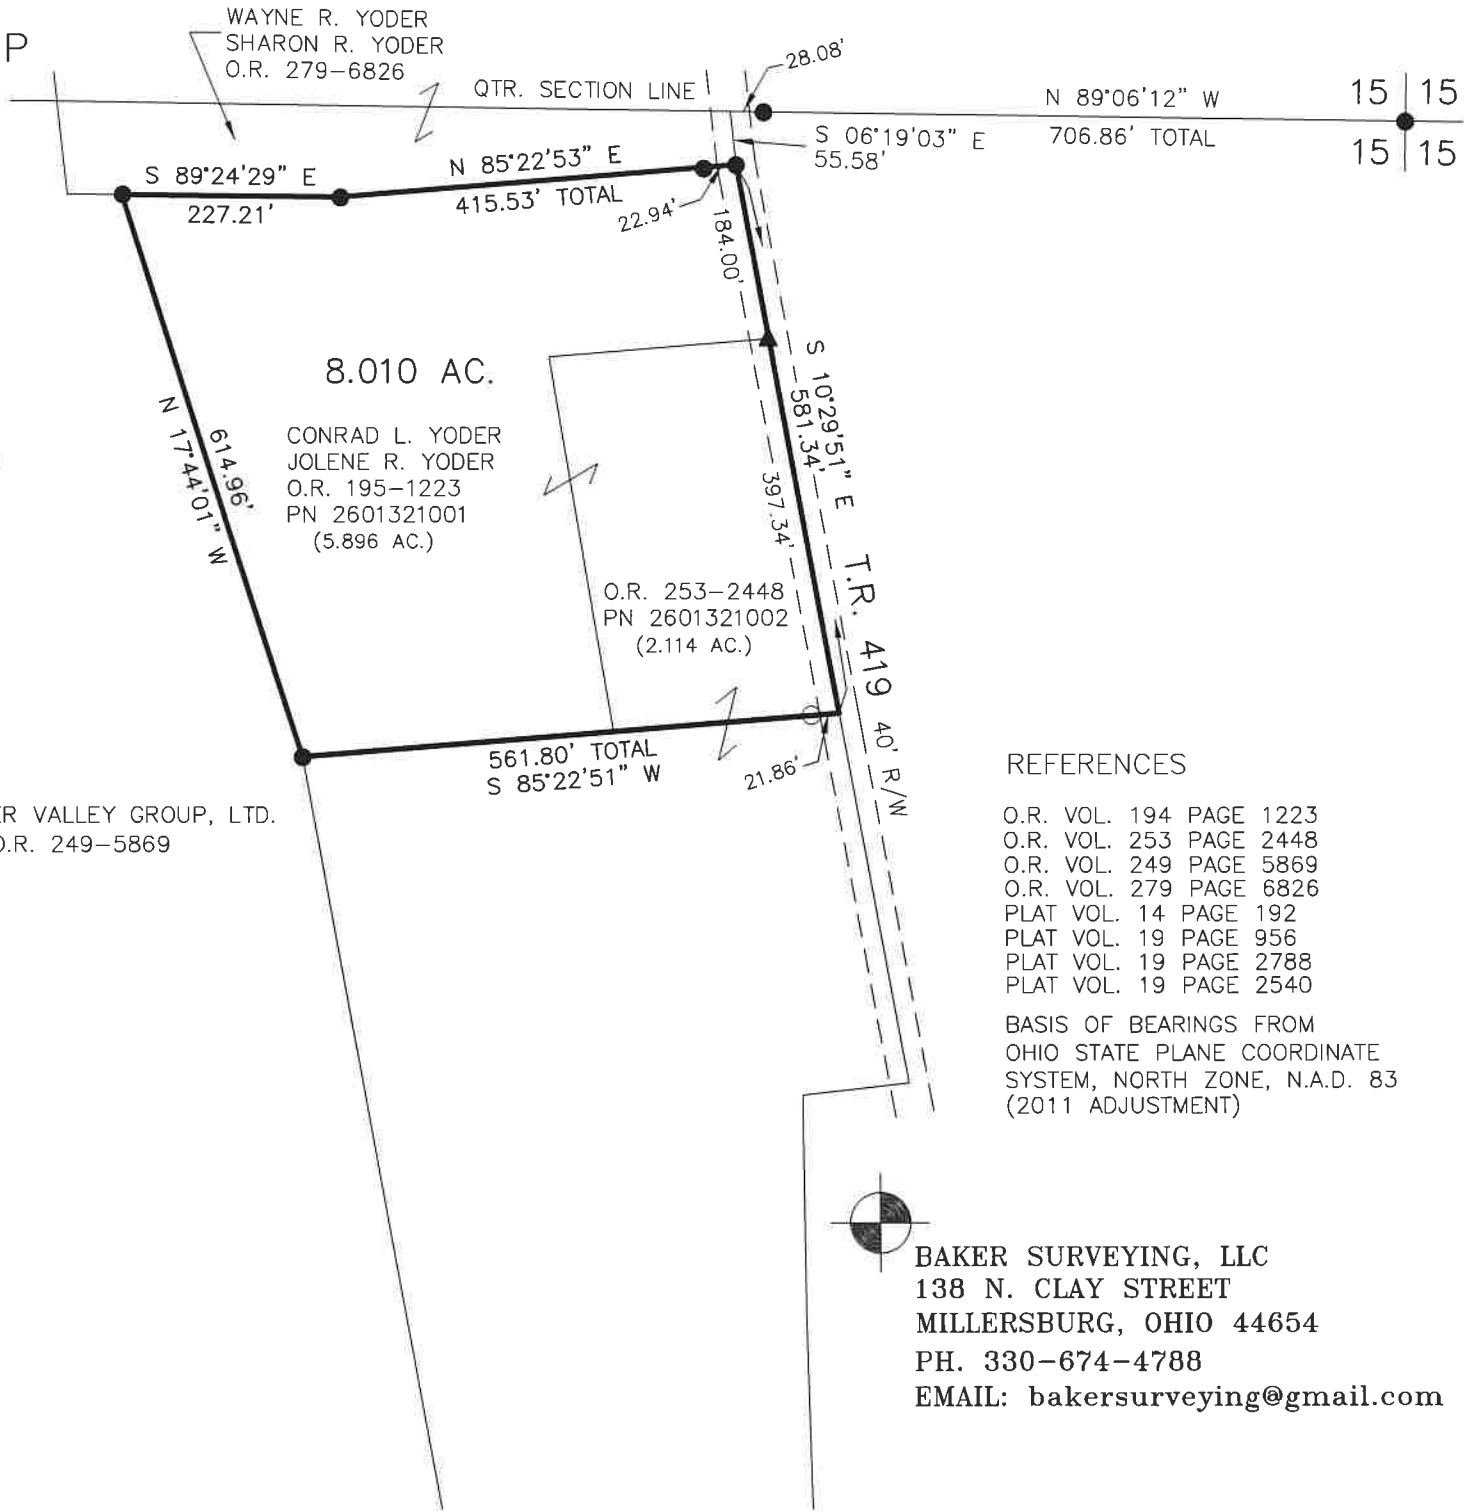 P
WAYNE R. YODER
SHARON R. YODER
O.R. 279-6826
QTR. SECTION LINE
28.08'
N 89°06'12" W
706.86' TOTAL
15 15
15 15
S 06°19'03" E
55.58'
S 89°24'29" E
227.21'
N 85°22'53" E
415.53' TOTAL
22.94'
184.00'
8.010 AC.
CONRAD L. YODER
JOLENE R. YODER
O.R. 195-1223
PN 2601321001
(5.896 AC.)
614.96'
N 17°44'01" W
S 10°29'51" E
581.34'
397.34'
T.R. 419 40' R/W
O.R. 253-2448
PN 2601321002
(2.114 AC.)
561.80' TOTAL
S 85°22'51" W
21.86'
ER VALLEY GROUP, LTD.
O.R. 249-5869
REFERENCES
O.R. VOL. 194 PAGE 1223
O.R. VOL. 253 PAGE 2448
O.R. VOL. 249 PAGE 5869
O.R. VOL. 279 PAGE 6826
PLAT VOL. 14 PAGE 192
PLAT VOL. 19 PAGE 956
PLAT VOL. 19 PAGE 2788
PLAT VOL. 19 PAGE 2540
BASIS OF BEARINGS FROM
OHIO STATE PLANE COORDINATE
SYSTEM, NORTH ZONE, N.A.D. 83
(2011 ADJUSTMENT)
BAKER SURVEYING, LLC
138 N. CLAY STREET
MILLERSBURG, OHIO 44654
PH. 330-674-4788
EMAIL: bakersurveying@gmail.com